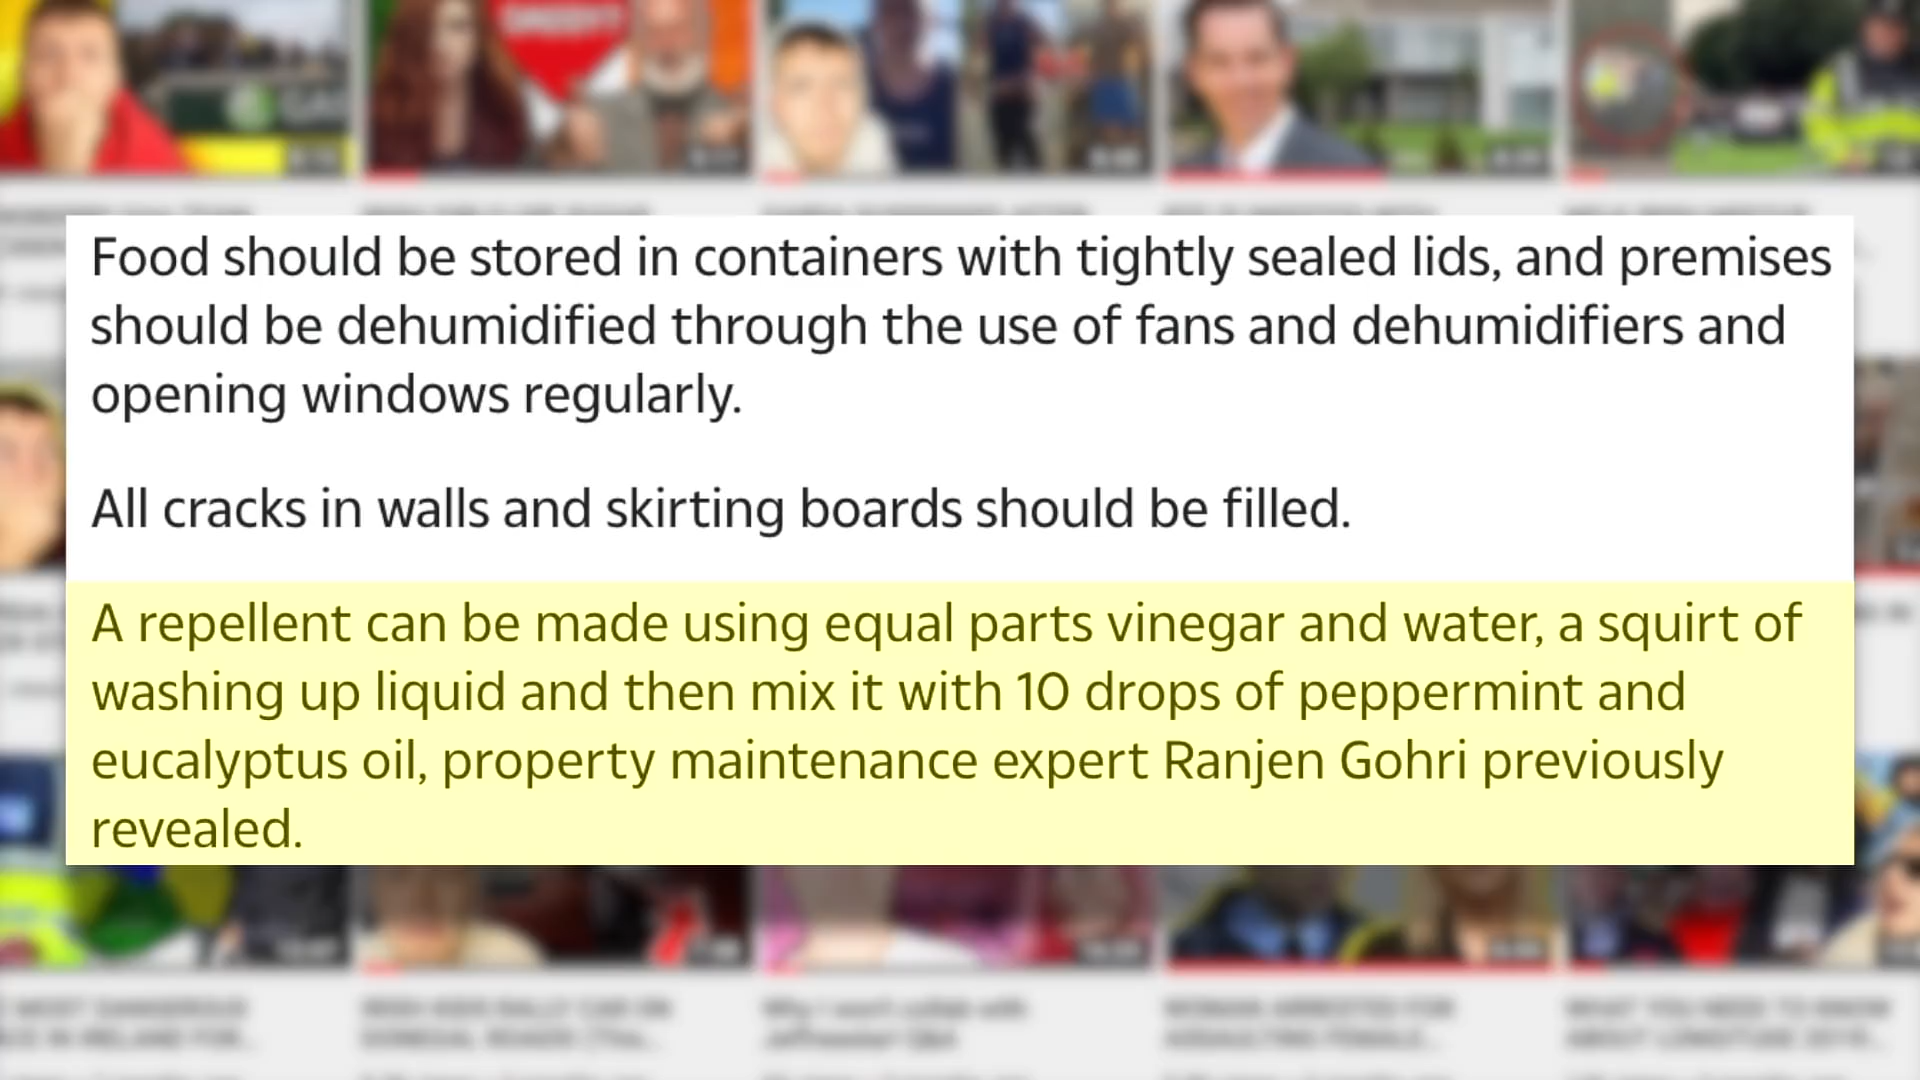 Food should be stored in containers with tightly sealed lids, and premises
should be dehumidified through the use of fans and dehumidifiers and
opening windows regularly.
All cracks in walls and skirting boards should be filled.
A repellent can be made using equal parts vinegar and water, a squirt of
washing up liquid and then mix it with 10 drops of peppermint and
eucalyptus oil, property maintenance expert Ranjen Gohri previously
revealed.